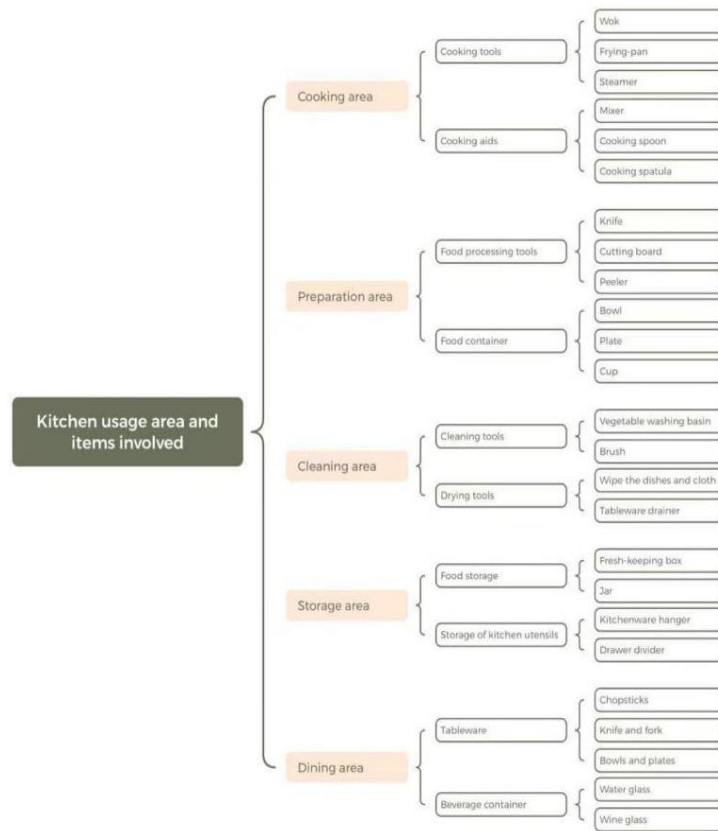 Kitchen usage area and
items involved
Cooking area
Cooking tools
Wok
Frying-pan
Steamer
Cooking aids
Mixer
Cooking spoon
Cooking spatula
Preparation area
Food processing tools
Knife
Cutting board
Peeler
Food container
Bowl
Plate
Cup
Cleaning area
Cleaning tools
Vegetable washing basin
Brush
Drying tools
Wipe the dishes and cloth
Tableware drainer
Storage area
Food storage
Fresh-keeping box
Jar
Storage of kitchen utensils
Kitchenware hanger
Drawer divider
Dining area
Tableware
Chopsticks
Knife and fork
Bowls and plates
Beverage container
Water glass
Wine glass